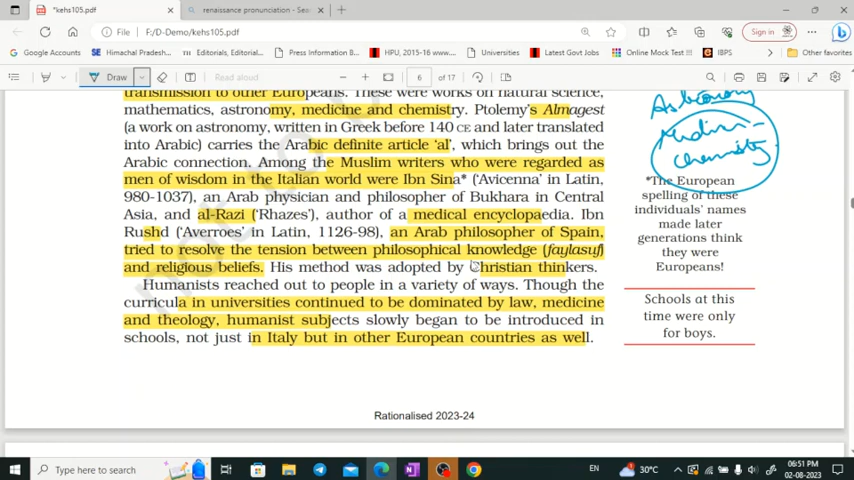 *kehs105.pdf
renaissance pronunciation - Sea
File
F:/D-Demo/kehs105.pdf
Sign in
Google Accounts
Himachal Pradesh...
Editorials, Editorial...
Press Information B...
HPU, 2015-16 www....
Universities
Latest Govt Jobs
Online Mock Test !!!
IBPS
Other favorites
Draw
Read aloud
6 of 17
transmission to other Europeans. These were works on natural science,
mathematics, astronomy, medicine and chemistry. Ptolemy's Almagest
(a work on astronomy, written in Greek before 140 CE and later translated
into Arabic) carries the Arabic definite article 'al', which brings out the
Arabic connection. Among the Muslim writers who were regarded as
men of wisdom in the Italian world were Ibn Sina* ('Avicenna' in Latin,
980-1037), an Arab physician and philosopher of Bukhara in Central
Asia, and al-Razi ('Rhazes'), author of a medical encyclopaedia. Ibn
Rushd ('Averroes' in Latin, 1126-98), an Arab philosopher of Spain,
tried to resolve the tension between philosophical knowledge (faylasuf)
and religious beliefs. His method was adopted by Christian thinkers.
Humanists reached out to people in a variety of ways. Though the
curricula in universities continued to be dominated by law, medicine
and theology, humanist subjects slowly began to be introduced in
schools, not just in Italy but in other European countries as well.
Astronomy
chemistry
*The European
spelling of these
individuals' names
made later
generations think
they were
Europeans!
Schools at this
time were only
for boys.
Rationalised 2023-24
Type here to search
EN
30°C
06:51 PM
02-08-2023